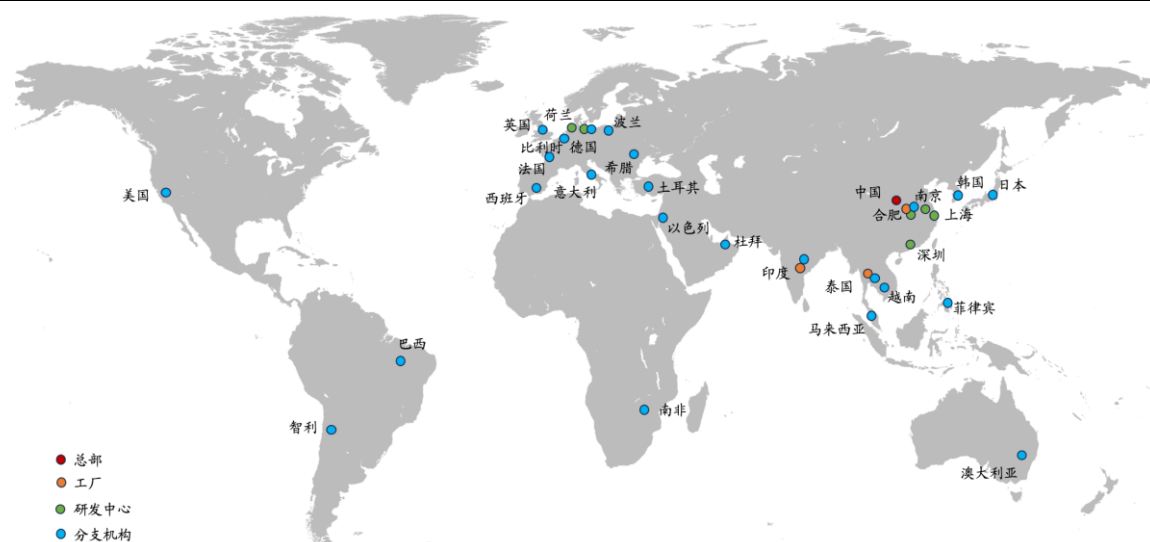 荷兰
英国
波兰
比利时
德国
法国
希腊
西班牙
意大利
土耳其
美国
以色列
杜拜
中国
南京
韩国
日本
合肥
上海
深圳
印度
泰国
越南
菲律宾
马来西亚
巴西
智利
南非
澳大利亚
总部
工厂
研发中心
分支机构